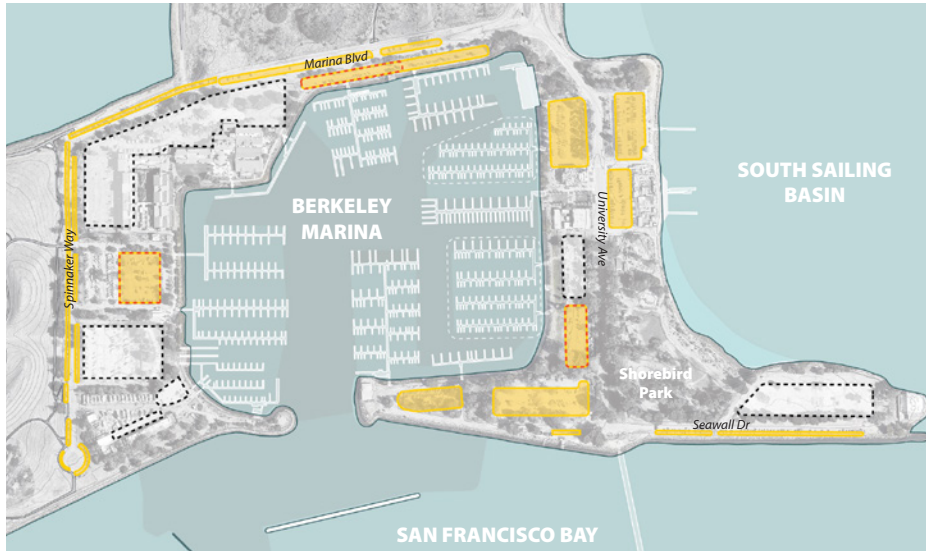 Marina Blvd
SOUTH SAILING
BASIN
BERKELEY
MARINA
University Ave
Spinnaker Way
Shorebird
Park
Seawall Dr
SAN FRANCISCO BAY